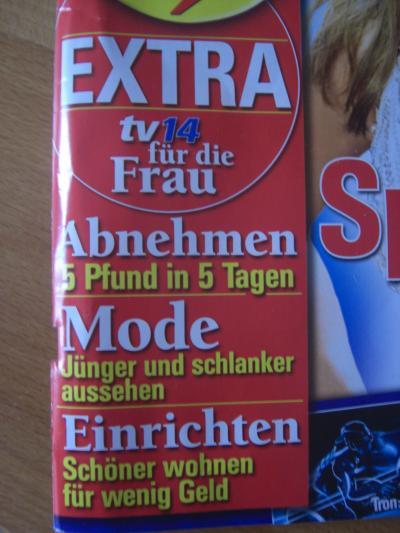 EXTRA
tv14
für die
Frau
Abnehmen
5 Pfund in 5 Tagen
Mode
Jünger und schlanker
aussehen
Einrichten
Schöner wohnen
für wenig Geld
Tron